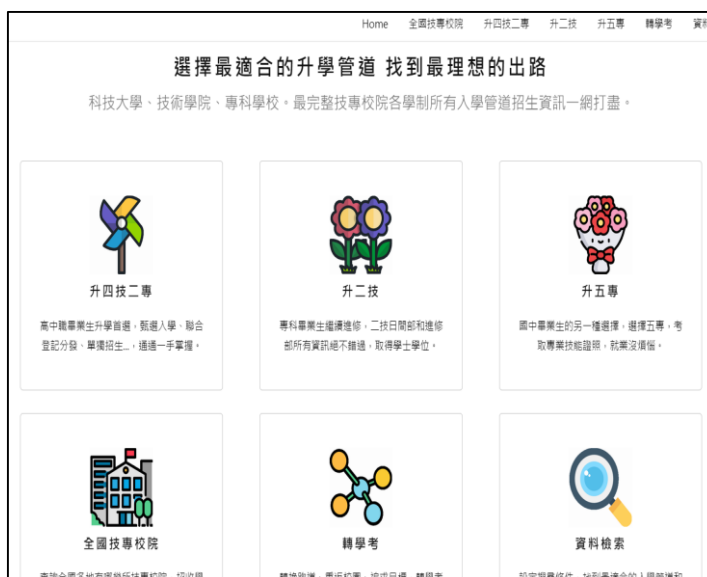 Home 全國技專校院 升四技二專 升二技 升五專 轉學考
選擇最適合的升學管道 找到最理想的出路
科技大學、技術學院、專科學校。最完整技專校院各學制所有入學管道招生資訊一網打盡。
升四技二專
高中職畢業生升學首選，甄選入學、聯合
登記分發、單獨招生...，通通一手掌握。
升二技
專科畢業生繼續進修，二技日間部和進修
部所有資訊絕不錯過，取得學士學位。
升五專
國中畢業生的另一種選擇，選擇五專，考
取專業技能證照，就業沒煩惱。
全國技專校院
轉學考
資料檢索